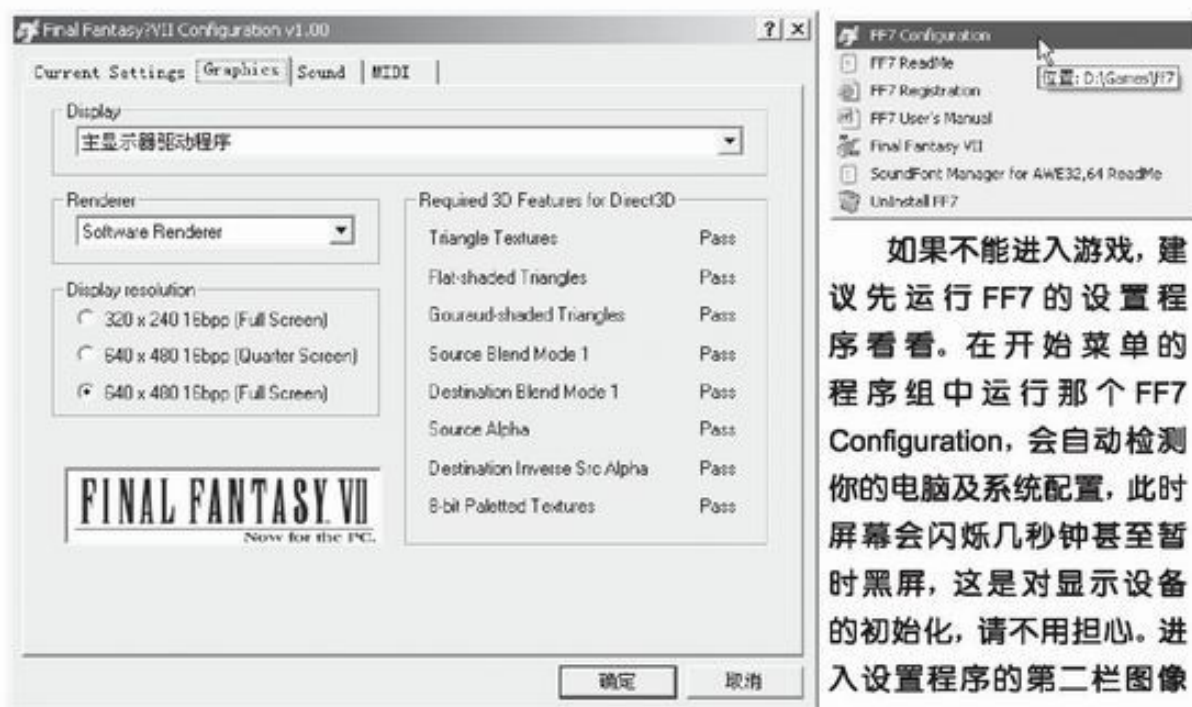 Final Fantasy?VII Configuration v1.00
Current Settings Graphics Sound MIDI
Display
主显示器驱动程序
Renderer
Software Renderer
Display resolution
320 x 240 16bpp (Full Screen)
640 x 480 16bpp (Quarter Screen)
640 x 480 16bpp (Full Screen)
FINAL FANTASY. VII
Now for the PC.
Required 3D Features for Direct3D
Triangle Textures Pass
Flat-shaded Triangles Pass
Gouraud-shaded Triangles Pass
Source Blend Mode 1 Pass
Destination Blend Mode 1 Pass
Source Alpha Pass
Destination Inverse Src Alpha Pass
8-bit Paletted Textures Pass
确定 取消
FF7 Configuration
FF7 ReadMe
位置: D:\Games\ff7
FF7 Registration
FF7 User's Manual
Final Fantasy VII
SoundFont Manager for AWE32,64 ReadMe
Uninstall FF7
如果不能进入游戏，建
议先运行FF7的设置程
序看看。在开始菜单的
程序组中运行那个FF7
Configuration，会自动检测
你的电脑及系统配置，此时
屏幕会闪烁几秒钟甚至暂
时黑屏，这是对显示设备
的初始化，请不用担心。进
入设置程序的第二栏图像